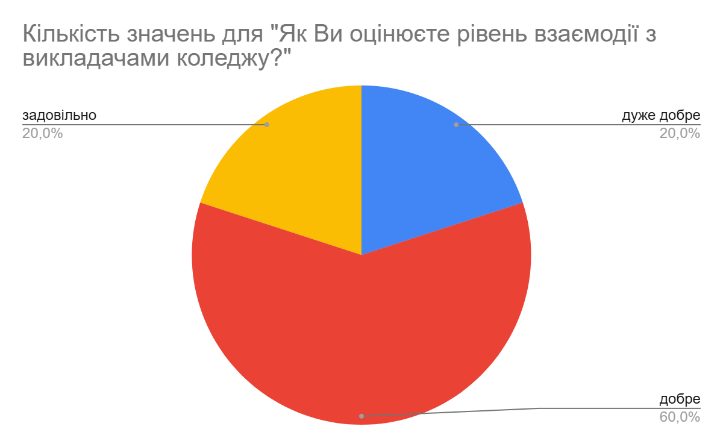 Кількість значень для "Як Ви оцінюєте рівень взаємодії з
викладачами коледжу?"
задовільно
20,0%
дуже добре
20,0%
добре
60,0%